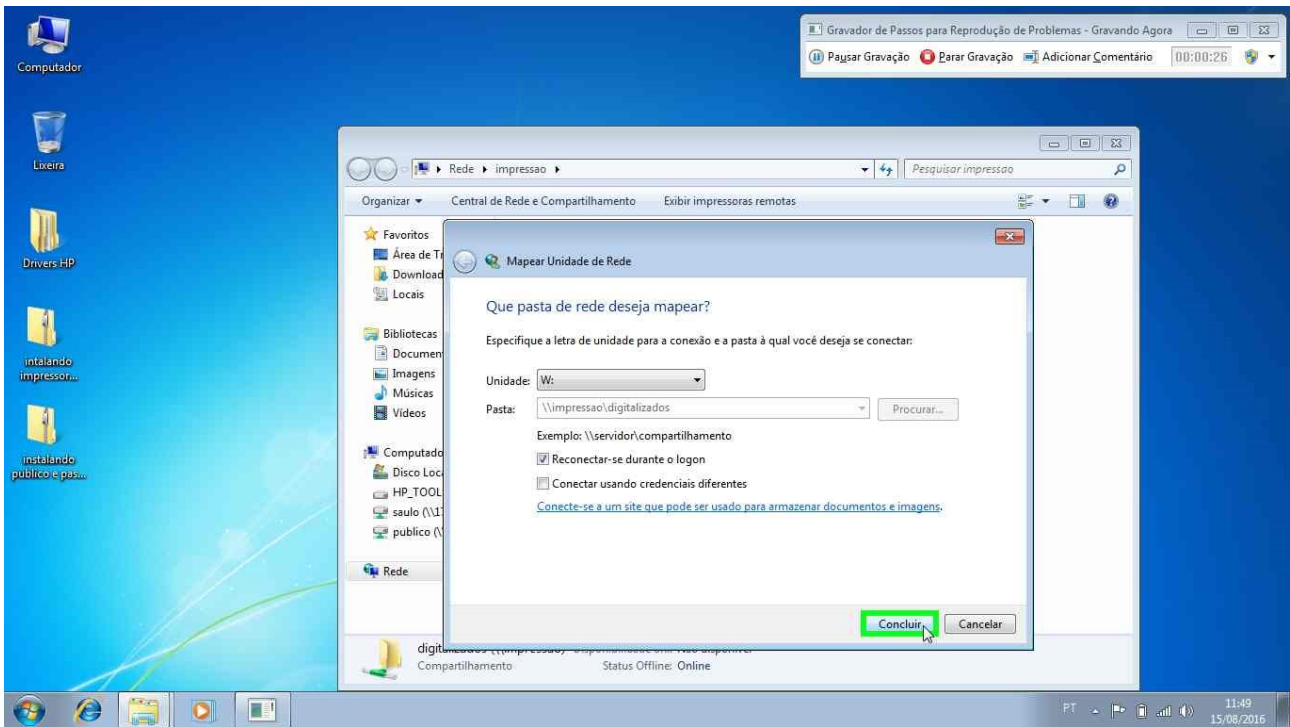 Computador
Lixeira
Drivers HP
intalando
impressor...
instalando
publico e pas...
Gravador de Passos para Reprodução de Problemas - Gravando Agora
Pausar Gravação Parar Gravação Adicionar Comentário 00:00:26
Rede impressao
Pesquisar impressao
Organizar Central de Rede e Compartilhamento Exibir impressoras remotas
Favoritos
Área de Tr
Download
Locais
Bibliotecas
Documen
Imagens
Músicas
Vídeos
Computado
Disco Loca
HP_TOOL
saulo (\\17
publico (\
Rede
Mapear Unidade de Rede
Que pasta de rede deseja mapear?
Especifique a letra de unidade para a conexão e a pasta à qual você deseja se conectar:
Unidade: W:
Pasta: \\impressao\digitalizados Procurar...
Exemplo: \\servidor\compartilhamento
Reconectar-se durante o logon
Conectar usando credenciais diferentes
Conecte-se a um site que pode ser usado para armazenar documentos e imagens.
Concluir Cancelar
Compartilhamento Status Offline: Online
PT 11:49
15/08/2016